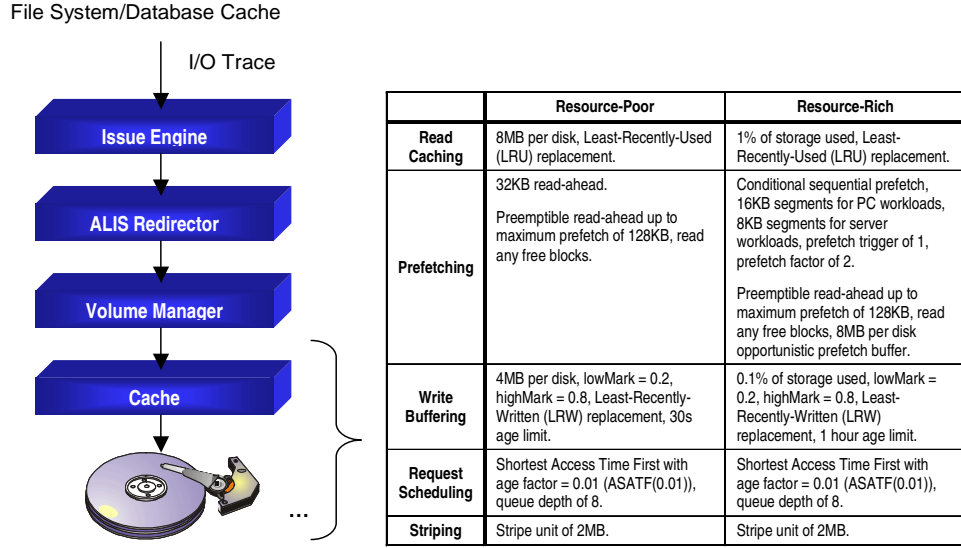 File System/Database Cache
I/O Trace
Issue Engine
ALIS Redirector
Volume Manager
Cache
...
Resource-Poor
Resource-Rich
Read
Caching
8MB per disk, Least-Recently-Used
(LRU) replacement.
1% of storage used, Least-
Recently-Used (LRU) replacement.
Prefetching
32KB read-ahead.
Preemptible read-ahead up to
maximum prefetch of 128KB, read
any free blocks.
Conditional sequential prefetch,
16KB segments for PC workloads,
8KB segments for server
workloads, prefetch trigger of 1,
prefetch factor of 2.
Preemptible read-ahead up to
maximum prefetch of 128KB, read
any free blocks, 8MB per disk
opportunistic prefetch buffer.
Write
Buffering
4MB per disk, lowMark = 0.2,
highMark = 0.8, Least-Recently-
Written (LRW) replacement, 30s
age limit.
0.1% of storage used, lowMark =
0.2, highMark = 0.8, Least-
Recently-Written (LRW)
replacement, 1 hour age limit.
Request
Scheduling
Shortest Access Time First with
age factor = 0.01 (ASATF(0.01)),
queue depth of 8.
Shortest Access Time First with
age factor = 0.01 (ASATF(0.01)),
queue depth of 8.
Striping
Stripe unit of 2MB.
Stripe unit of 2MB.